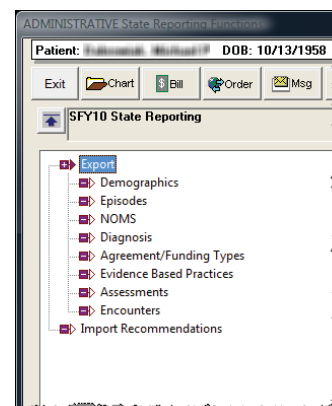 ADMINISTRATIVE State Reporting Functions
Patient: DOB: 10/13/1958
Exit Chart $ Bill Order Msg
SFY10 State Reporting
Export
Demographics
Episodes
NOMS
Diagnosis
Agreement/Funding Types
Evidence Based Practices
Assessments
Encounters
Import Recommendations